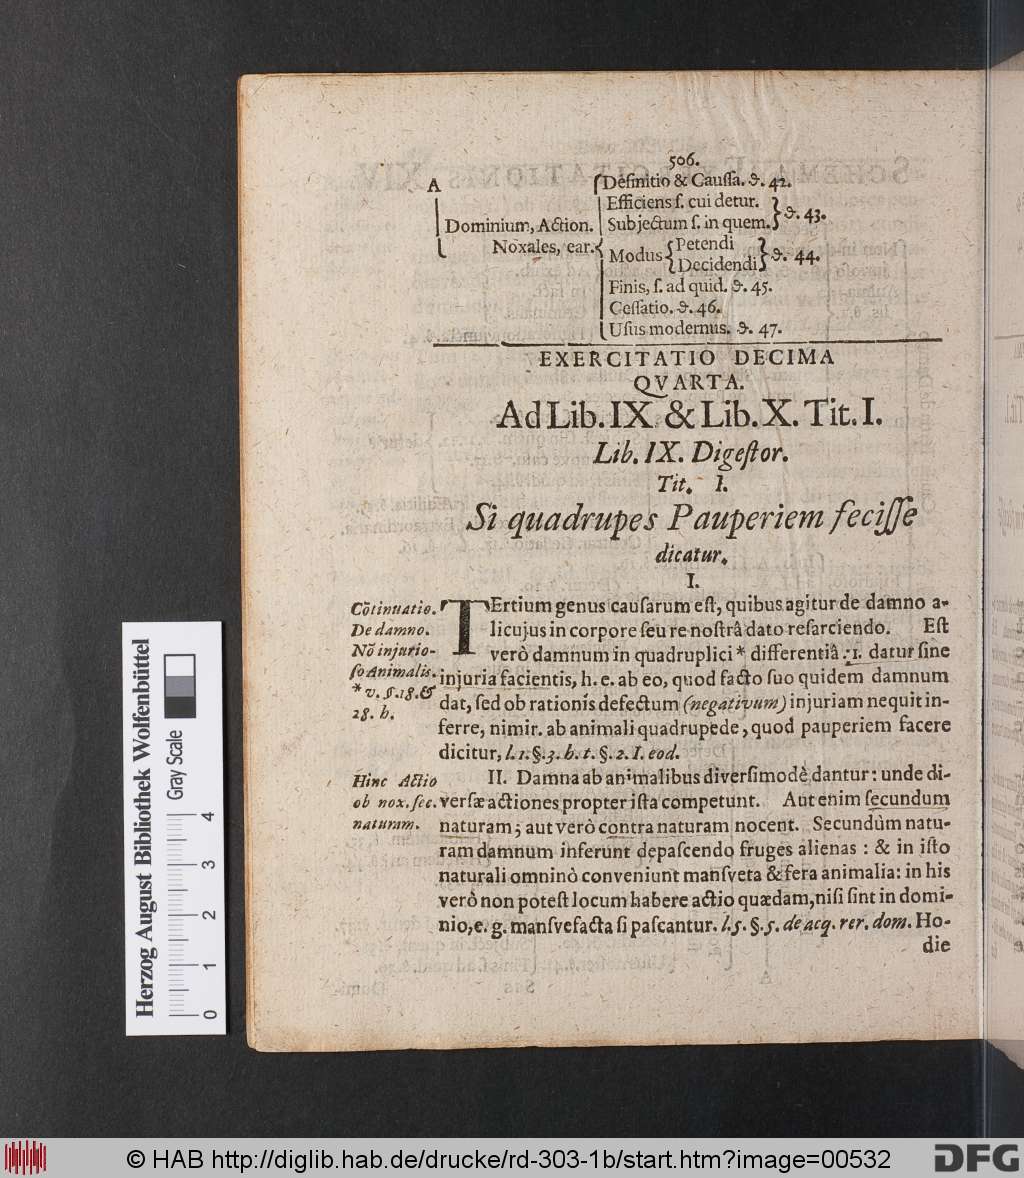 506.
A
Definitio & Caussa. ϑ. 42.
Efficiens ſ. cui detur.
Dominium, Action.
Subjectum ſ. in quem. } ϑ. 43.
Noxales, ear.
Modus { Petendi
Decidendi } ϑ. 44.
Finis, ſ. ad quid. ϑ. 45.
Ceſſatio. ϑ. 46.
Uſus modernus. ϑ. 47.
EXERCITATIO DECIMA
QVARTA.
Ad Lib. IX. & Lib. X. Tit. I.
Lib. IX. Digeſtor.
Tit. I.
Si quadrupes Pauperiem feciſſe
dicatur.
I.
Cõtinuatio.
De damno.
Nõ injurio-
ſo Animalis.
* v. ϑ. 18. &
28. h.
TErtium genus cauſarum eſt, quibus agitur de damno a-
licujus in corpore ſeu re noſtrâ dato reſarciendo. Eſt
verò damnum in quadruplici * differentiâ : 1. datur ſine
injuria facientis, h. e. ab eo, quod facto ſuo quidem damnum
dat, ſed ob rationis defectum (negativum) injuriam nequit in-
ferre, nimir. ab animali quadrupede, quod pauperiem facere
dicitur, l. 1. §. 3. h. t. §. 2. I. eod.
Hinc Actio
ob nox. ſec.
naturam.
II. Damna ab animalibus diverſimodè dantur: unde di-
verſæ actiones propter iſta competunt. Aut enim ſecundum
naturam; aut verò contra naturam nocent. Secundùm natu-
ram damnum inferunt depaſcendo fruges alienas : & in iſto
naturali omninò conveniunt manſveta & fera animalia: in his
verò non poteſt locum habere actio quædam, niſi ſint in domi-
nio, e. g. manſvefacta ſi paſcantur. l. 5. §. 5. de acq. rer. dom. Ho-
die
Herzog August Bibliothek Wolfenbüttel
Gray Scale
0 1 2 3 4
© HAB http://diglib.hab.de/drucke/rd-303-1b/start.htm?image=00532
DFG